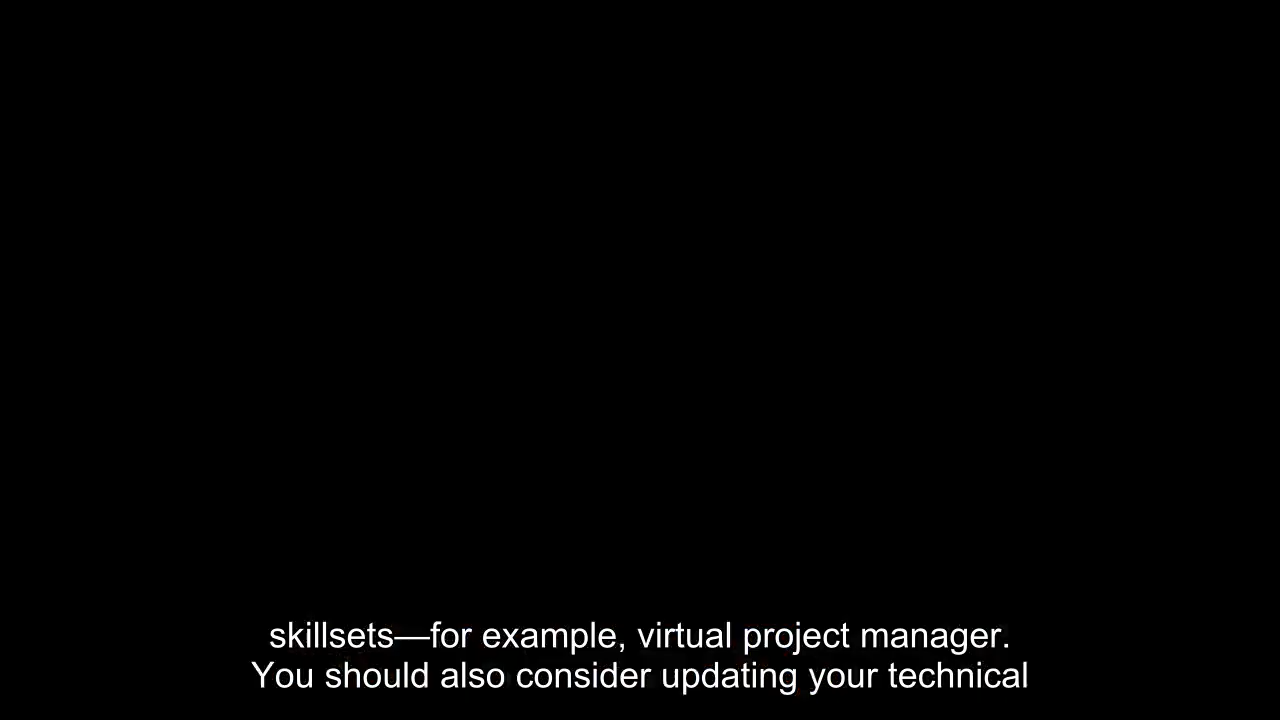 skillsets—for example, virtual project manager.
You should also consider updating your technical